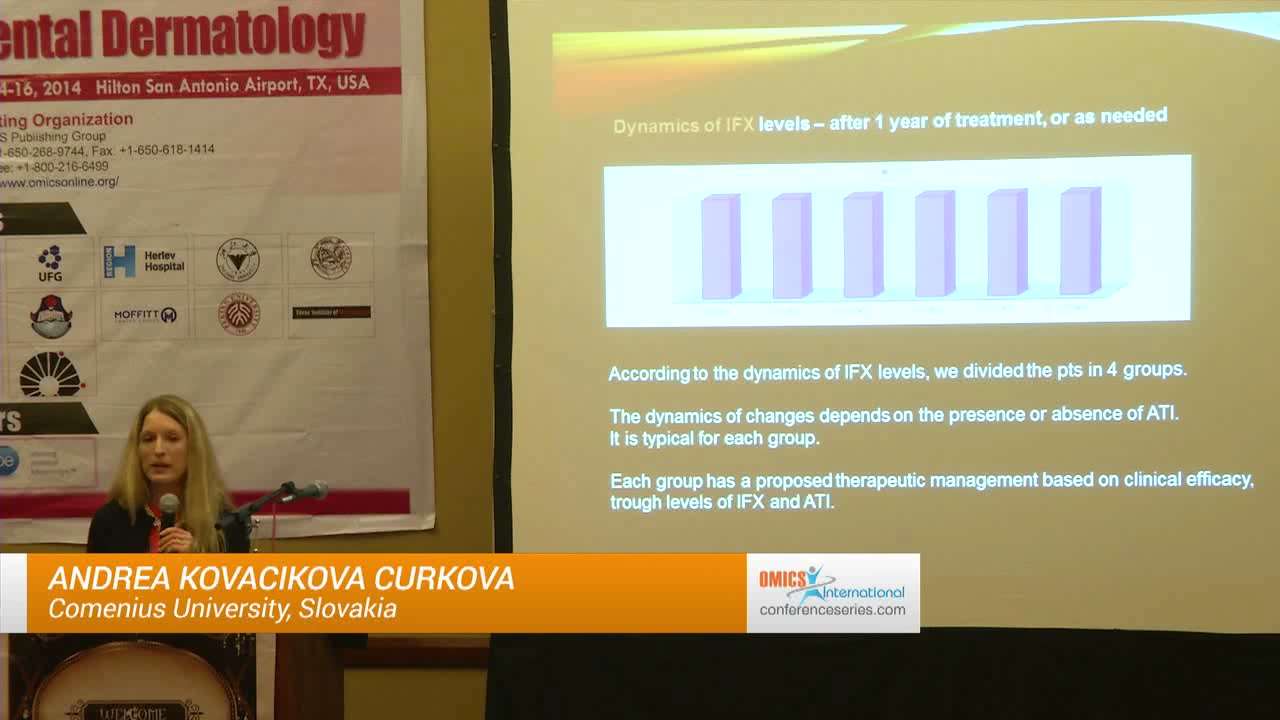 ental Dermatology
4-16, 2014 Hilton San Antonio Airport, TX, USA
ting Organization
S Publishing Group
1-650-268-9744, Fax: +1-650-618-1414
ee: +1-800-216-6499
www.omicsonline.org/
UFG
REGION
H
Herlev
Hospital
MOFFITT
rs
Dynamics of IFX levels – after 1 year of treatment, or as needed
According to the dynamics of IFX levels, we divided the pts in 4 groups.
The dynamics of changes depends on the presence or absence of ATI.
It is typical for each group.
Each group has a proposed therapeutic management based on clinical efficacy,
trough levels of IFX and ATI.
ANDREA KOVACIKOVA CURKOVA
Comenius University, Slovakia
OMICS
International
conferenceseries.com
WELCOME